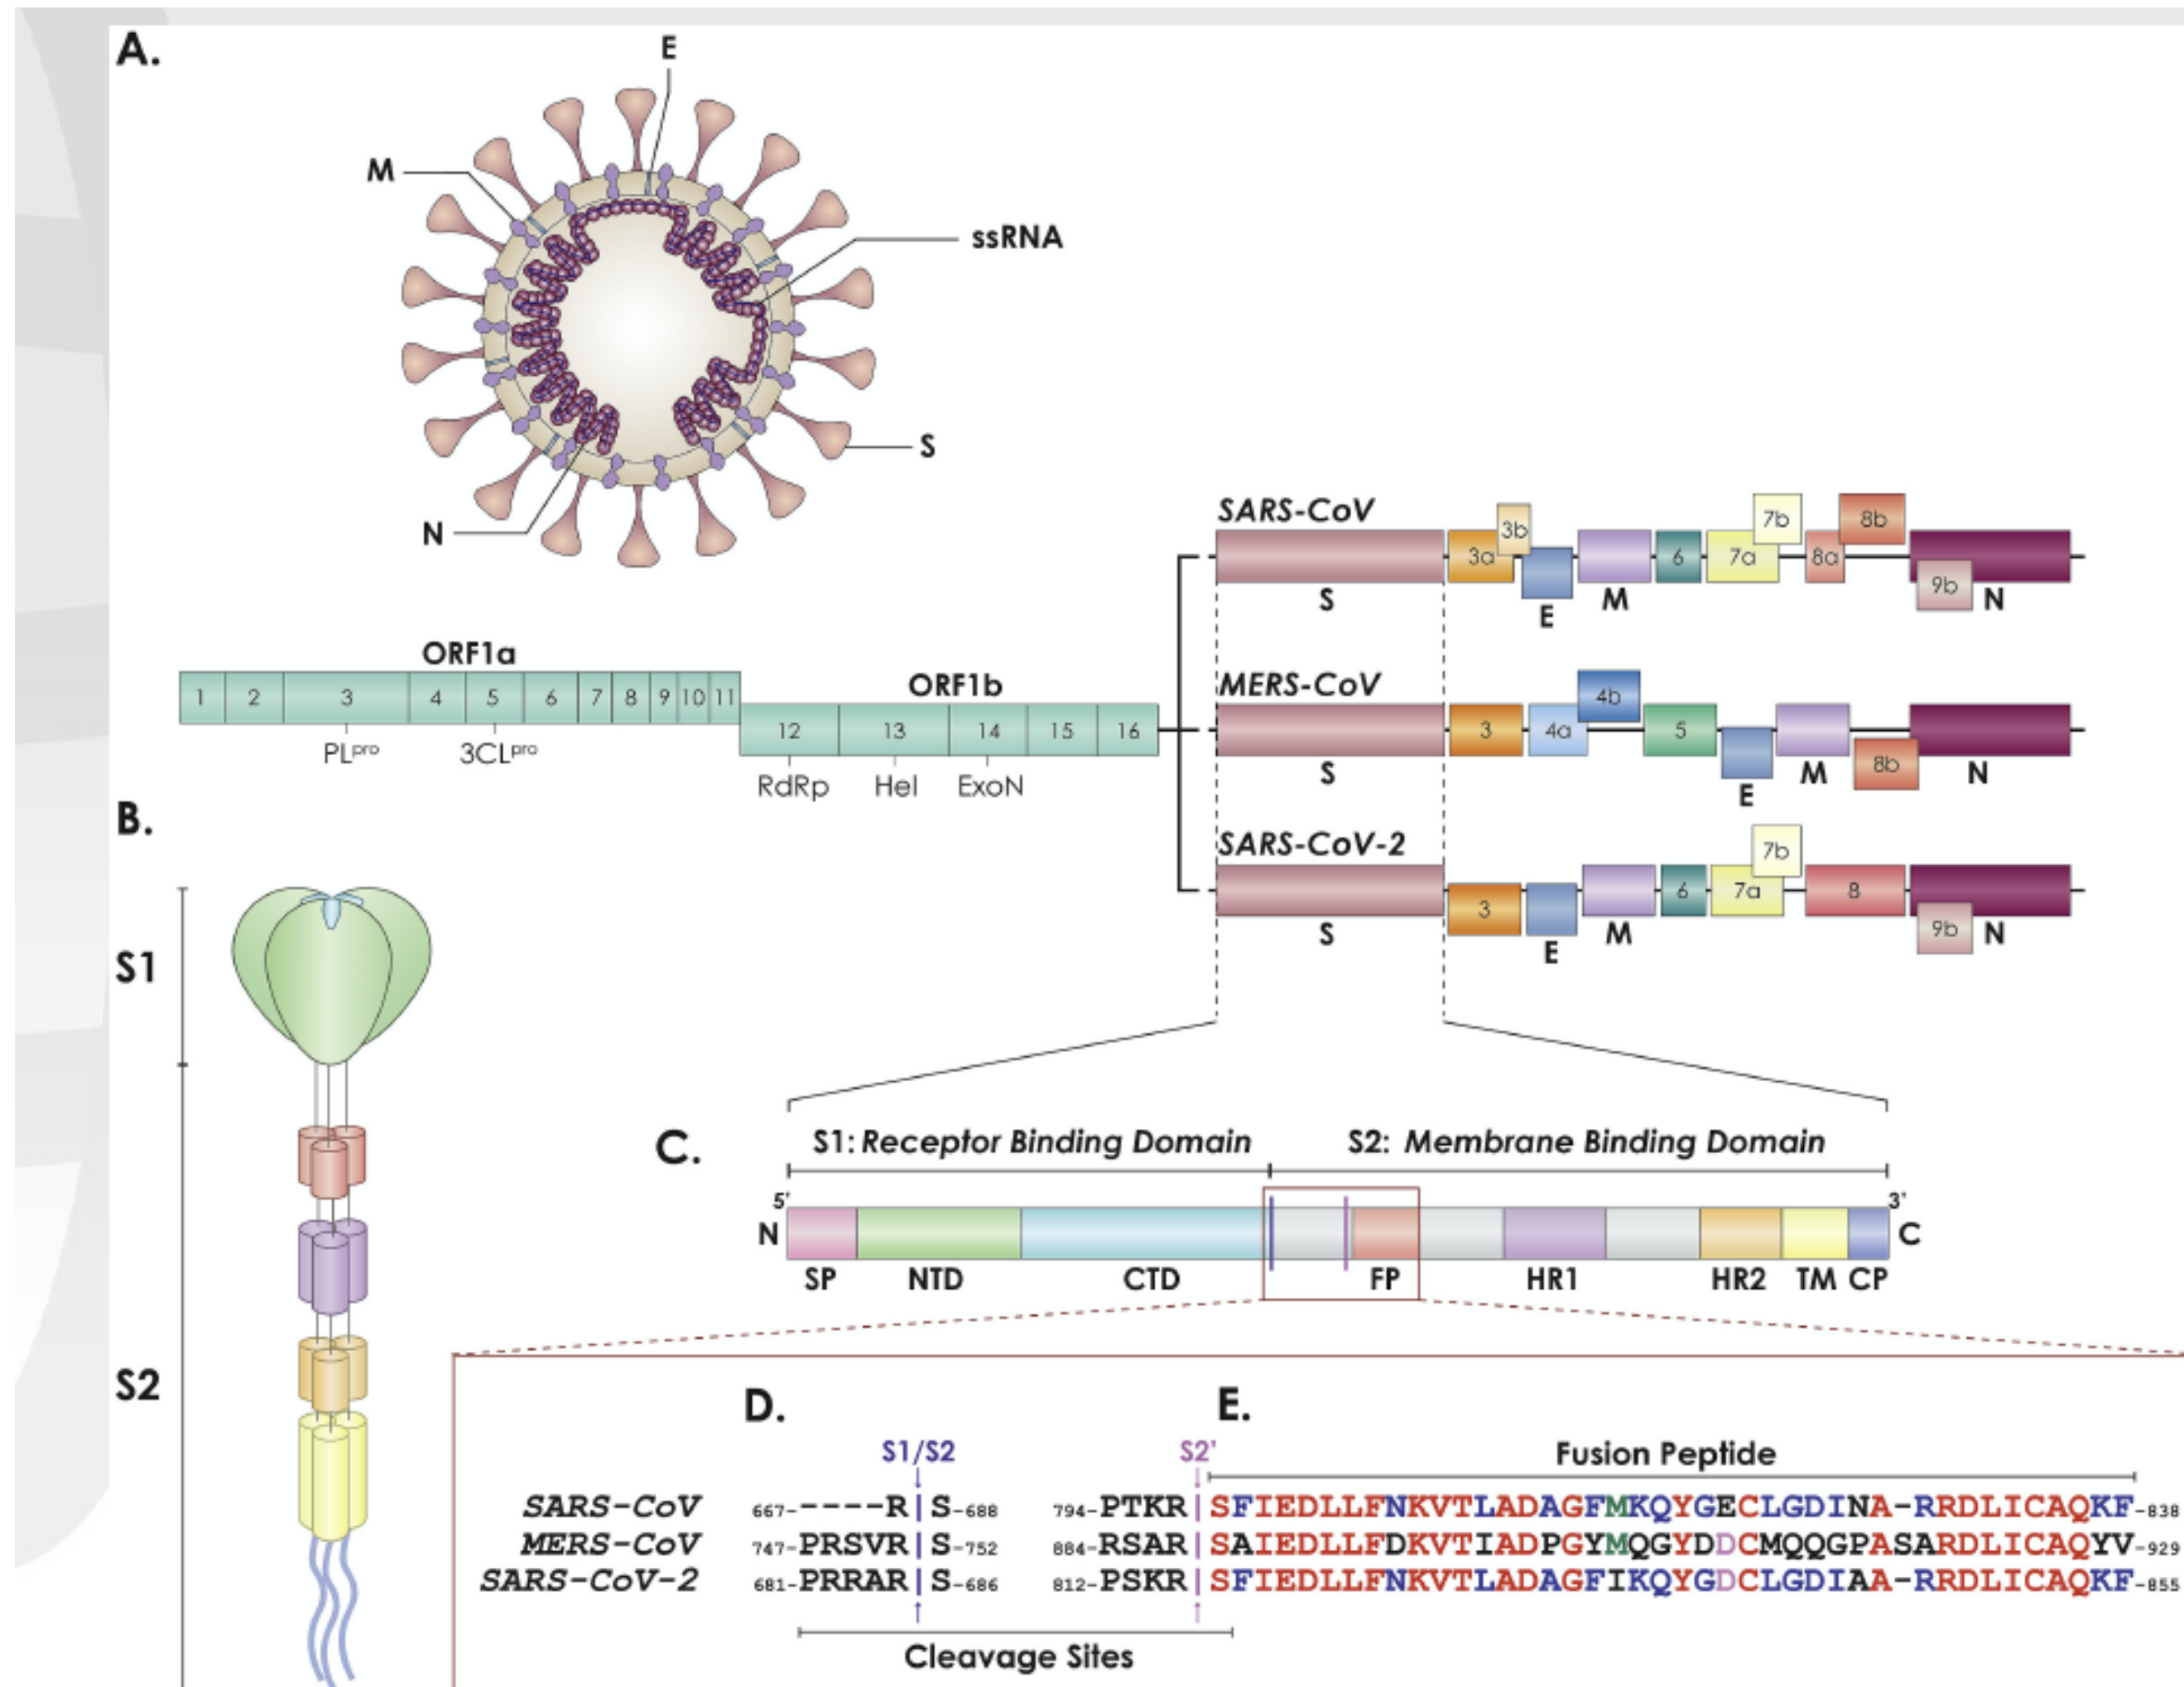 A.
E
M
ssRNA
S
N
SARS-CoV
3a 3b 6 7a 7b 8a 8b 9b
S E M N
ORF1a
1 2 3 4 5 6 7 8 9 10 11
PLpro 3CLpro
ORF1b
12 13 14 15 16
RdRp Hel ExoN
MERS-CoV
3 4a 4b 5 8b
S E M N
SARS-CoV-2
3 6 7a 7b 8 9b
S E M N
B.
S1
S2
C.
S1: Receptor Binding Domain S2: Membrane Binding Domain
5' 3'
N C
SP NTD CTD FP HR1 HR2 TM CP
D. E.
S1/S2 S2' Fusion Peptide
SARS-CoV 667-----R|S-688 794-PTKR|SFIEDLLFNKVTLADAGFMKQYGECLGDINA-RRDLICAQKF-838
MERS-CoV 747-PRSVR|S-752 884-RSAR|SAIEDLLFDKVTIADPGYMQGYDDCMQQGPASARDLICAQYV-929
SARS-CoV-2 681-PRRAR|S-686 812-PSKR|SFIEDLLFNKVTLADAGFIKQYGDCLGDIAA-RRDLICAQKF-855
Cleavage Sites